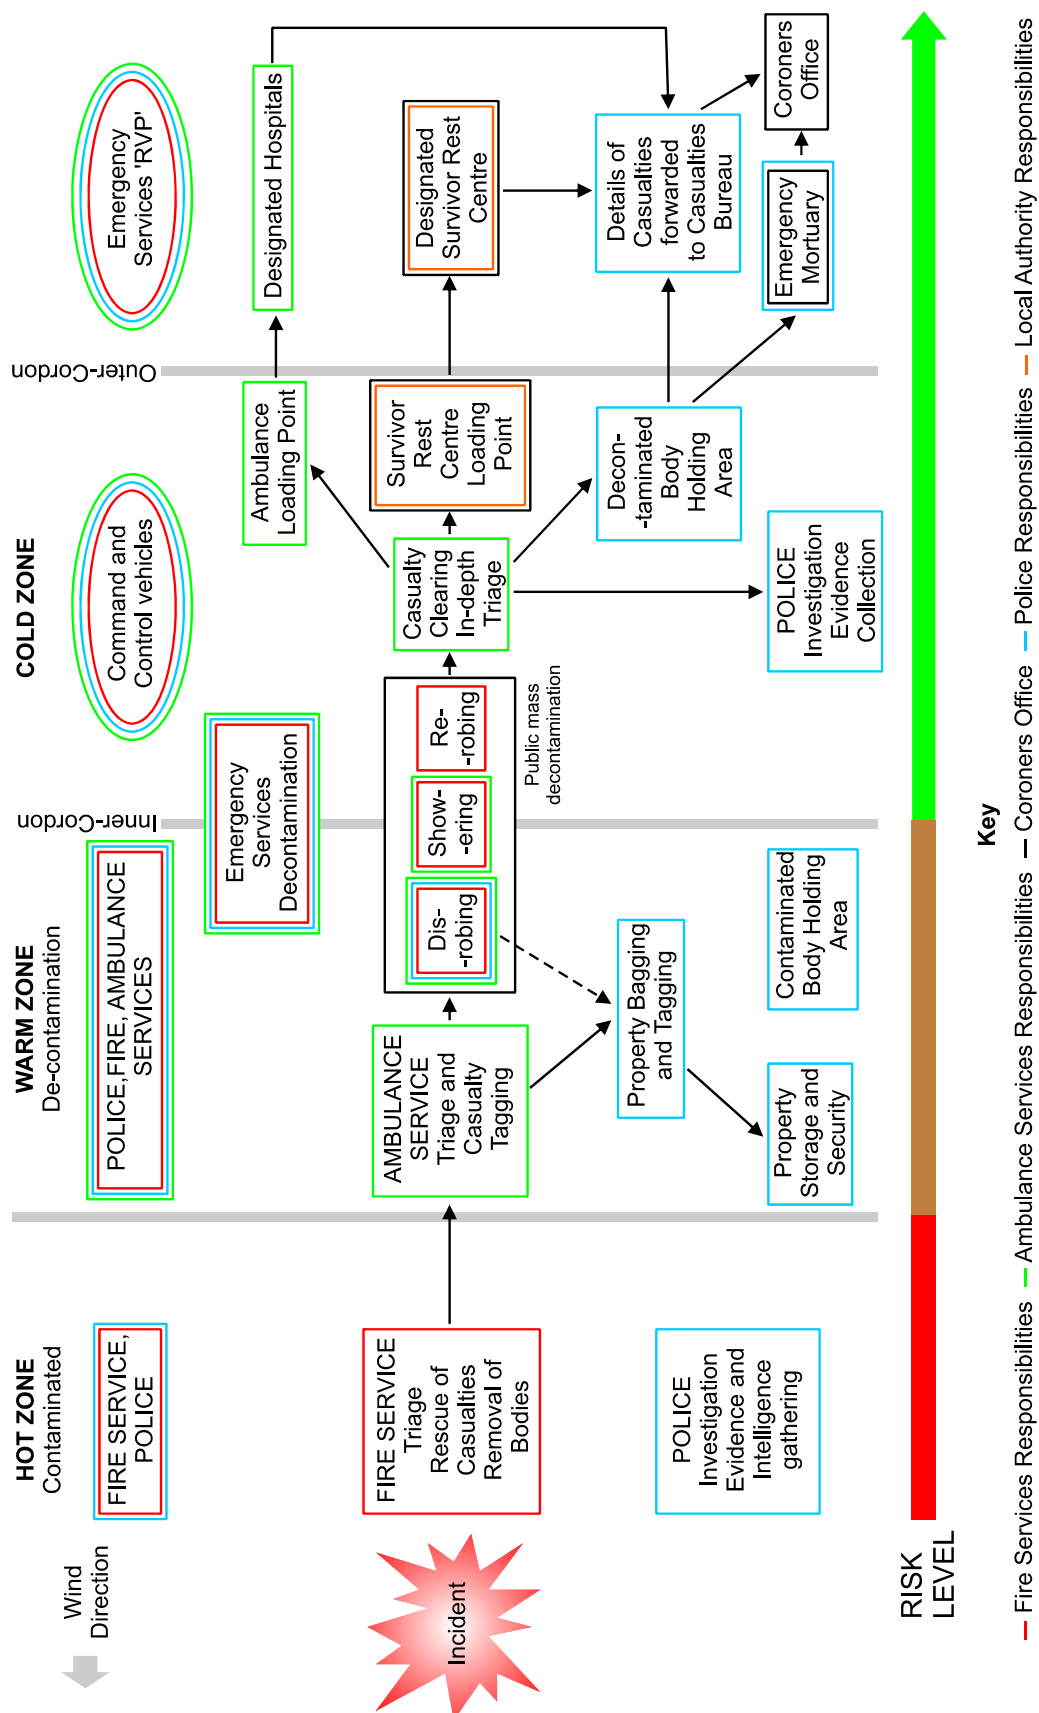 Wind
Direction
HOT ZONE
Contaminated
WARM ZONE
De-contamination
Inner-Cordon
COLD ZONE
Outer-Cordon
FIRE SERVICE,
POLICE
POLICE,FIRE, AMBULANCE
SERVICES
Emergency
Services
Decontamination
Command and
Control vehicles
Emergency
Services 'RVP'
Incident
FIRE SERVICE
Triage
Rescue of
Casualties
Removal of
Bodies
AMBULANCE
SERVICE
Triage and
Casualty
Tagging
Dis-
-robing
Show-
-ering
Re-
-robing
Public mass
decontamination
Casualty
Clearing
In-depth
Triage
Ambulance
Loading Point
Designated Hospitals
Survivor
Rest
Centre
Loading
Point
Designated
Survivor Rest
Centre
POLICE
Investigation
Evidence and
Intelligence
gathering
Property Bagging
and Tagging
Property
Storage and
Security
Contaminated
Body Holding
Area
POLICE
Investigation
Evidence
Collection
Decon-
-taminated
Body
Holding
Area
Details of
Casualties
forwarded
to Casualties
Bureau
Emergency
Mortuary
Coroners
Office
RISK
LEVEL
Key
Fire Services Responsibilities
Ambulance Services Responsibilities
Coroners Office
Police Responsibilities
Local Authority Responsibilities